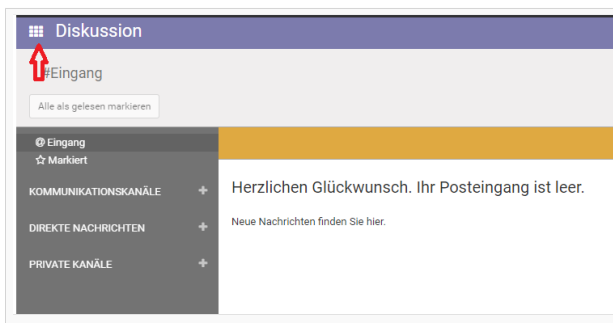 Diskussion
#Eingang
Alle als gelesen markieren
@ Eingang
Markiert
KOMMUNIKATIONSKANÄLE +
DIREKTE NACHRICHTEN +
PRIVATE KANÄLE +
Herzlichen Glückwunsch. Ihr Posteingang ist leer.
Neue Nachrichten finden Sie hier.